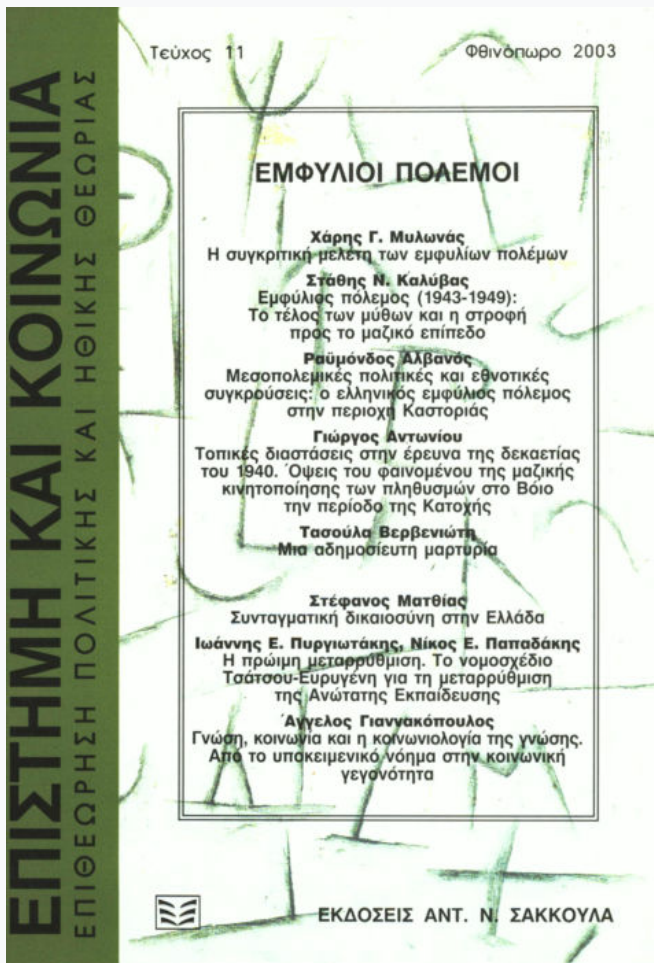 ΕΠΙΣΤΗΜΗ ΚΑΙ ΚΟΙΝΩΝΙΑ
ΕΠΙΘΕΩΡΗΣΗ ΠΟΛΙΤΙΚΗΣ ΚΑΙ ΗΘΙΚΗΣ ΘΕΩΡΙΑΣ
Τεύχος 11
Φθινόπωρο 2003
ΕΜΦΥΛΙΟΙ ΠΟΛΕΜΟΙ
Χάρης Γ. Μυλωνάς
Η συγκριτική μελέτη των εμφυλίων πολέμων
Στάθης Ν. Καλύβας
Εμφύλιος πόλεμος (1943-1949):
Το τέλος των μύθων και η στροφή
προς το μαζικό επίπεδο
Ραϋμόνδος Αλβανός
Μεσοπολεμικές πολιτικές και εθνοτικές
συγκρούσεις: ο ελληνικός εμφύλιος πόλεμος
στην περιοχή Καστοριάς
Γιώργος Αντωνίου
Τοπικές διαστάσεις στην έρευνα της δεκαετίας
του 1940. Όψεις του φαινομένου της μαζικής
κινητοποίησης των πληθυσμών στο Βόιο
την περίοδο της Κατοχής
Τασούλα Βερβενιώτη
Μια αδημοσίευτη μαρτυρία
Στέφανος Ματθίας
Συνταγματική δικαιοσύνη στην Ελλάδα
Ιωάννης Ε. Πυργιωτάκης, Νίκος Ε. Παπαδάκης
Η πρώιμη μεταρρύθμιση. Το νομοσχέδιο
Τσάτσου-Ευρυγένη για τη μεταρρύθμιση
της Ανώτατης Εκπαίδευσης
Άγγελος Γιαννακόπουλος
Γνώση, κοινωνία και η κοινωνιολογία της γνώσης.
Από το υποκειμενικό νόημα στην κοινωνική
γεγονότητα
ΕΚΔΟΣΕΙΣ ΑΝΤ. Ν. ΣΑΚΚΟΥΛΑ